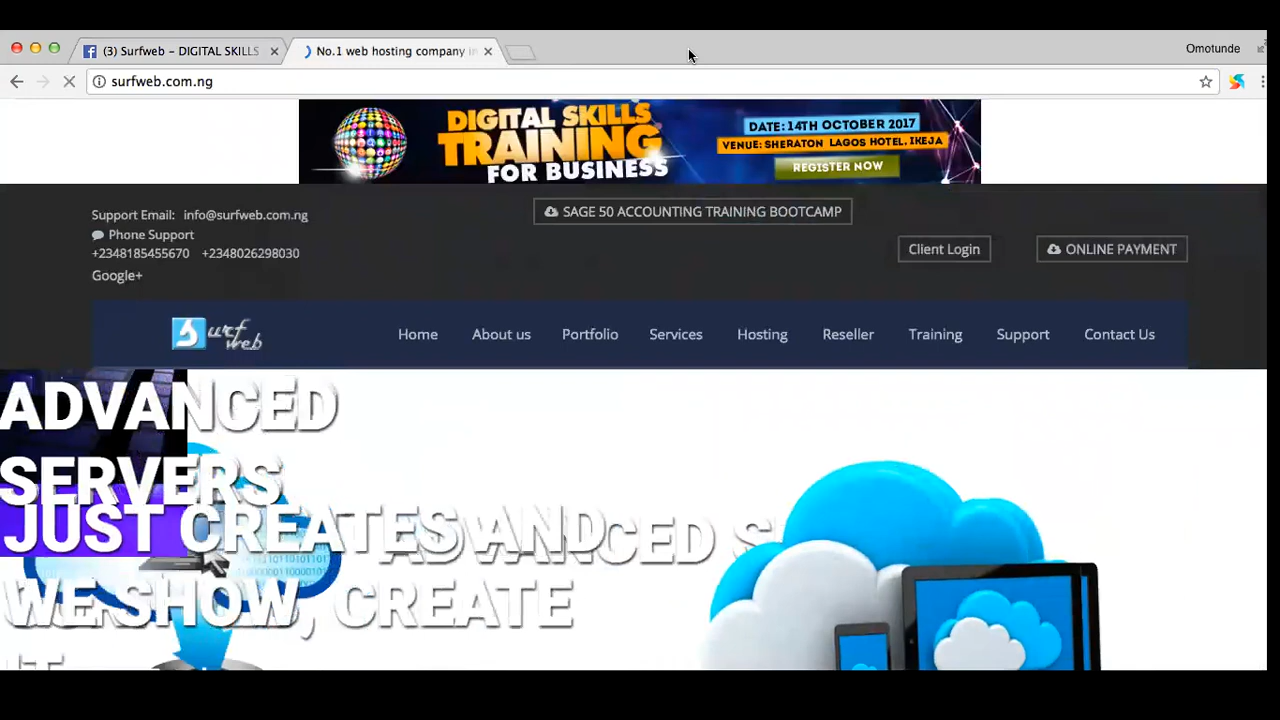 (3) Surfweb – DIGITAL SKILLS
No.1 web hosting company in
Omotunde
surfweb.com.ng
DIGITAL SKILLS
TRAINING
FOR BUSINESS
DATE: 14TH OCTOBER 2017
VENUE: SHERATON LAGOS HOTEL, IKEJA
REGISTER NOW
Support Email: info@surfweb.com.ng
Phone Support
+2348185455670 +2348026298030
Google+
SAGE 50 ACCOUNTING TRAINING BOOTCAMP
Client Login
ONLINE PAYMENT
Surf
web
Home About us Portfolio Services Hosting Reseller Training Support Contact Us
ADVANCED
SERVERS
JUST CREATES AND
WE SHOW, CREATE
IT